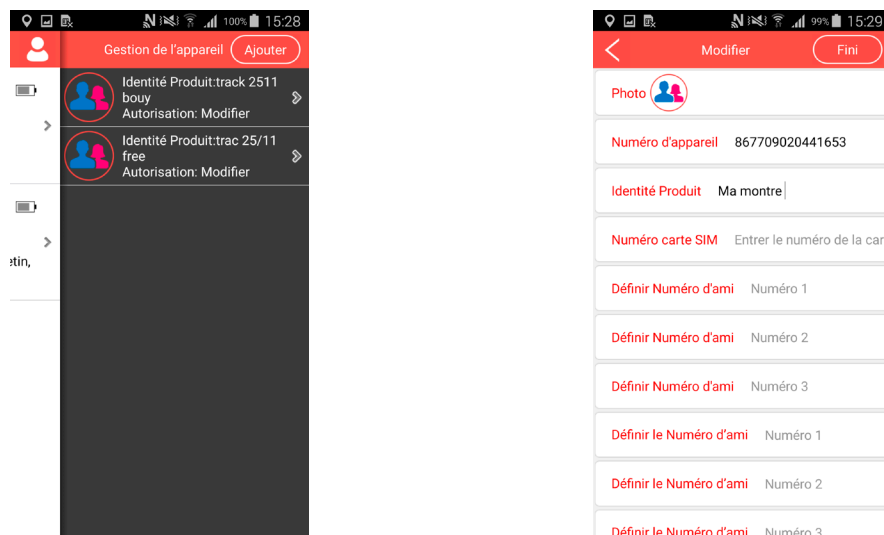 100% 15:28
Gestion de l'appareil Ajouter
Identité Produit:track 2511
bouy
Autorisation: Modifier
Identité Produit:trac 25/11
free
Autorisation: Modifier
etin,
99% 15:29
Modifier Fini
Photo
Numéro d'appareil 867709020441653
Identité Produit Ma montre
Numéro carte SIM Entrer le numéro de la car
Définir Numéro d'ami Numéro 1
Définir Numéro d'ami Numéro 2
Définir Numéro d'ami Numéro 3
Définir le Numéro d'ami Numéro 1
Définir le Numéro d'ami Numéro 2
Définir le Numéro d'ami Numéro 3